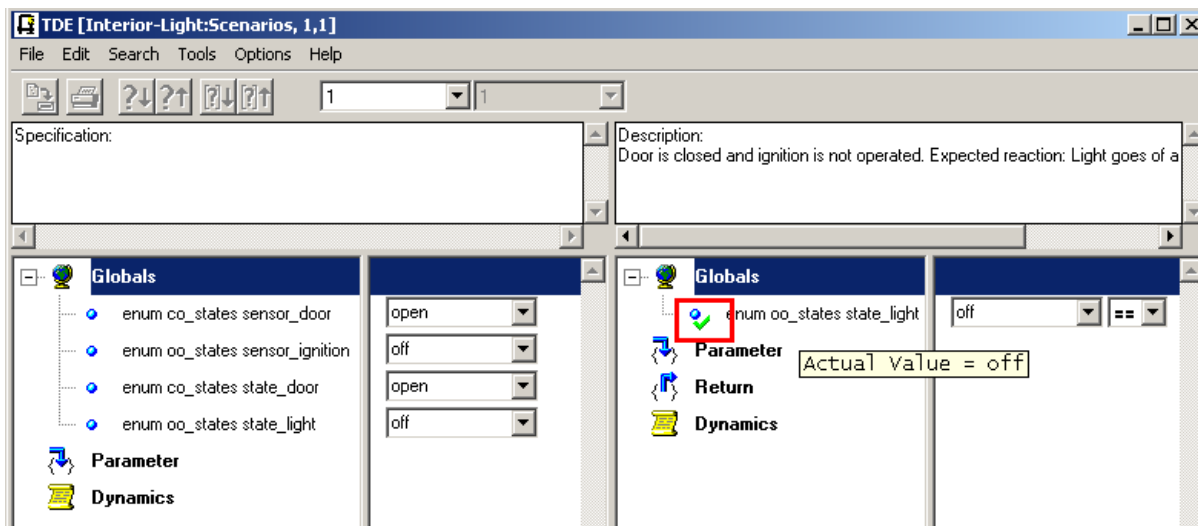 TDE [Interior-Light:Scenarios, 1,1]
File Edit Search Tools Options Help
1
1
Specification:
Description:
Door is closed and ignition is not operated. Expected reaction: Light goes of a
Globals
enum co_states sensor_door
open
enum oo_states sensor_ignition
off
enum co_states state_door
open
enum oo_states state_light
off
Parameter
Dynamics
Globals
enum oo_states state_light
off
==
Parameter
Actual Value = off
Return
Dynamics